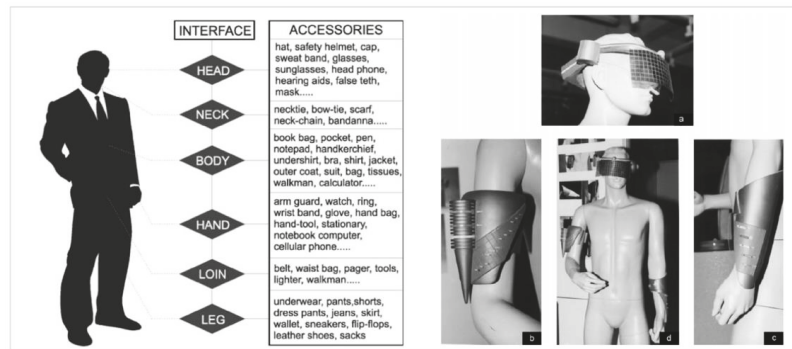 INTERFACE
ACCESSORIES
HEAD
hat, safety helmet, cap,
sweat band, glasses,
sunglasses, head phone,
hearing aids, false teth,
mask.....
NECK
necktie, bow-tie, scarf,
neck-chain, bandanna.....
BODY
book bag, pocket, pen,
notepad, handkerchief,
undershirt, bra, shirt, jacket,
outer coat, suit, bag, tissues,
walkman, calculator.....
HAND
arm guard, watch, ring,
wrist band, glove, hand bag,
hand-tool, stationary,
notebook computer,
cellular phone.....
LOIN
belt, waist bag, pager, tools,
lighter, walkman.....
LEG
underwear, pants,shorts,
dress pants, jeans, skirt,
wallet, sneakers, flip-flops,
leather shoes, sacks
a
b
d
c